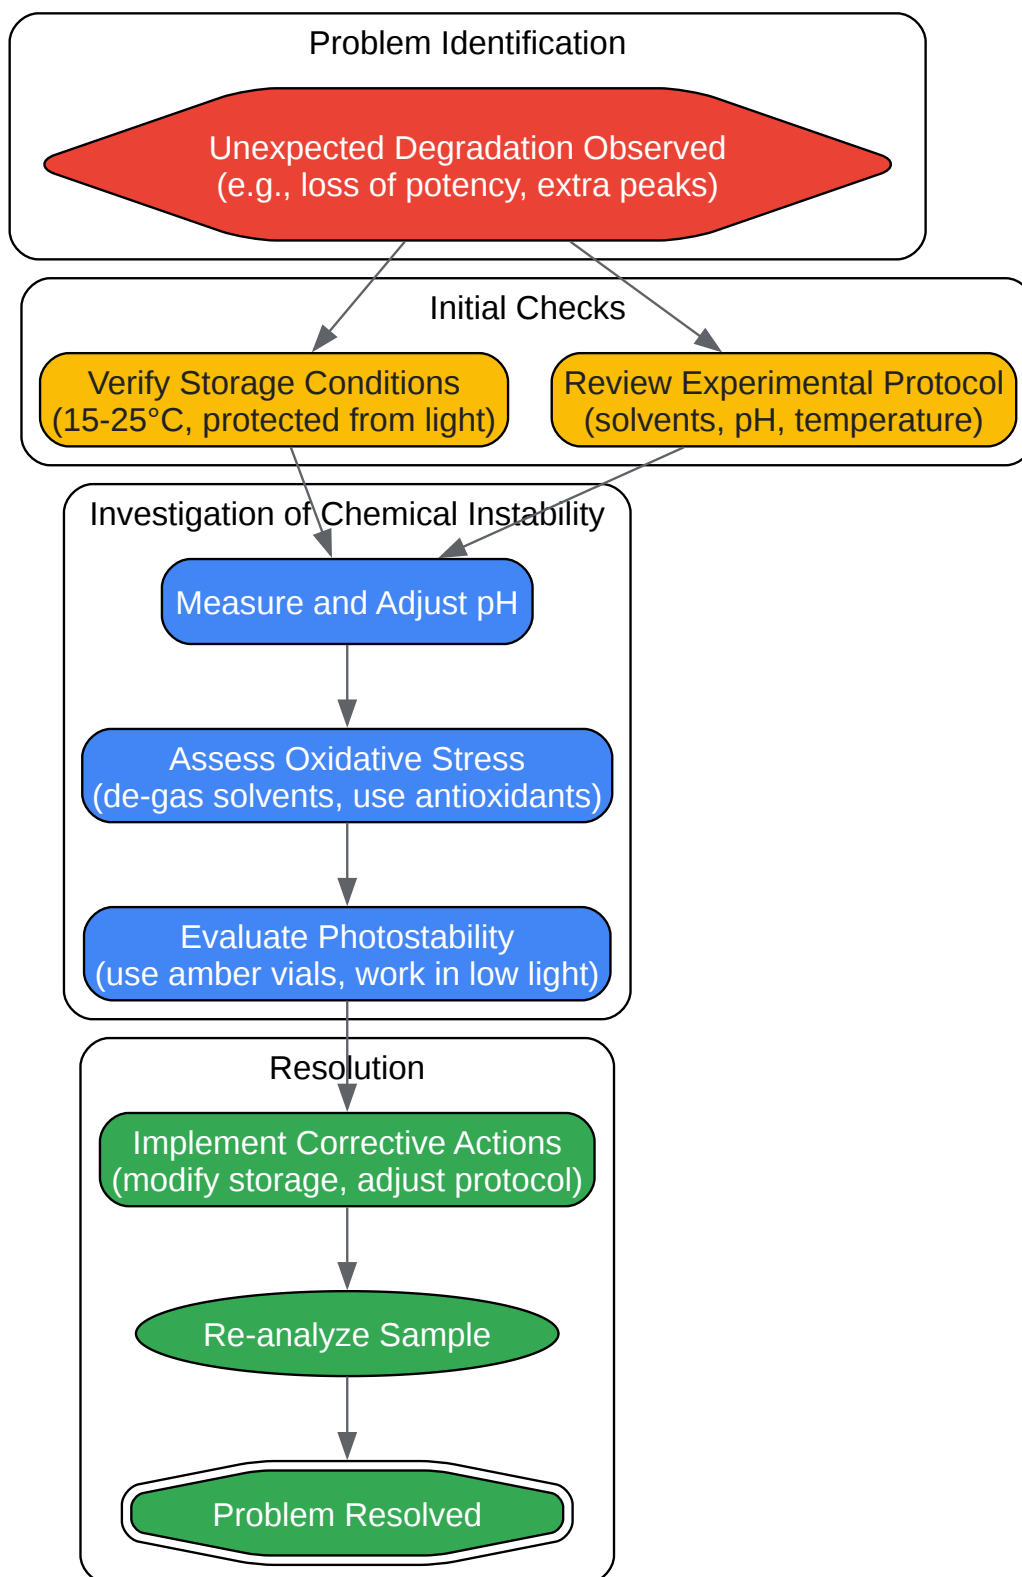 Problem Identification
Unexpected Degradation Observed
(e.g., loss of potency, extra peaks)
Initial Checks
Verify Storage Conditions
(15-25°C, protected from light)
Review Experimental Protocol
(solvents, pH, temperature)
Investigation of Chemical Instability
Measure and Adjust pH
Assess Oxidative Stress
(de-gas solvents, use antioxidants)
Evaluate Photostability
(use amber vials, work in low light)
Resolution
Implement Corrective Actions
(modify storage, adjust protocol)
Re-analyze Sample
Problem Resolved